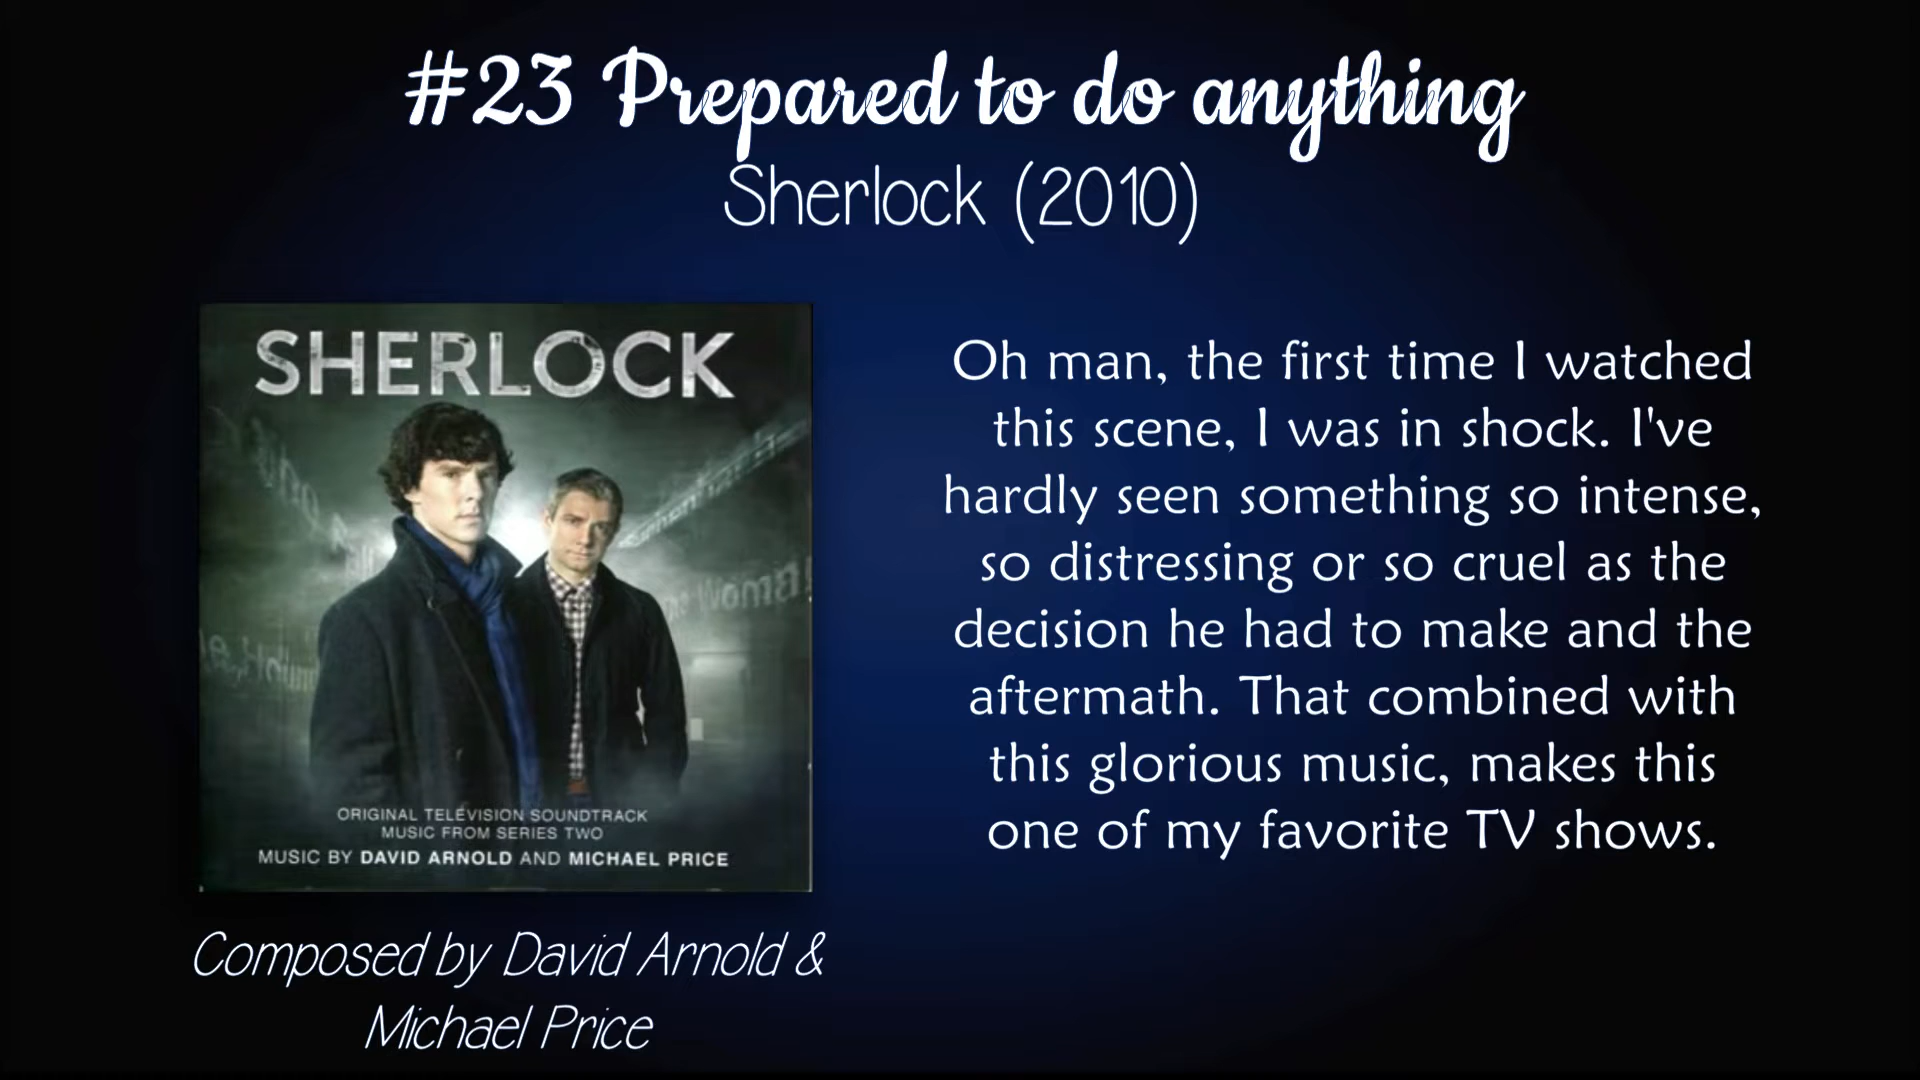 #23 Prepared to do anything
Sherlock (2010)
SHERLOCK
ORIGINAL TELEVISION SOUNDTRACK
MUSIC FROM SERIES TWO
MUSIC BY DAVID ARNOLD AND MICHAEL PRICE
Composed by David Arnold &
Michael Price
Oh man, the first time I watched
this scene, I was in shock. I've
hardly seen something so intense,
so distressing or so cruel as the
decision he had to make and the
aftermath. That combined with
this glorious music, makes this
one of my favorite TV shows.